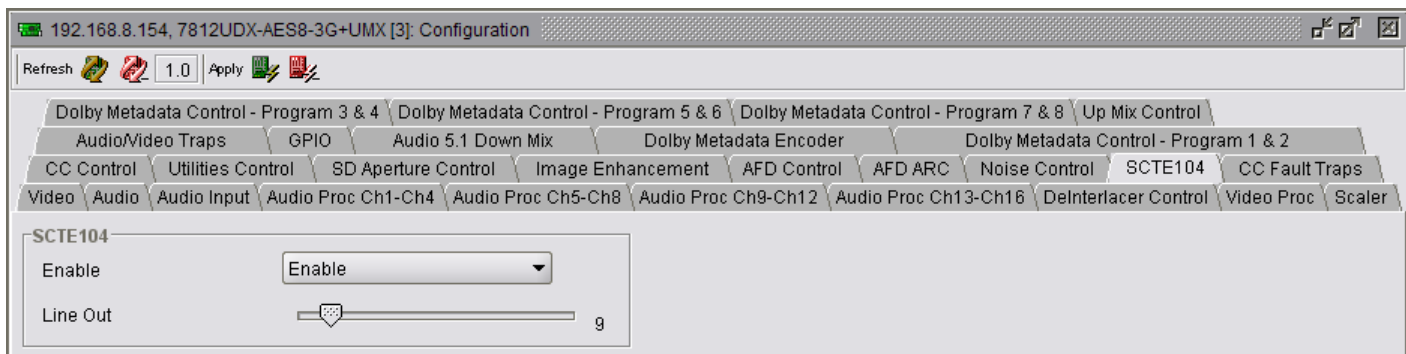 192.168.8.154, 7812UDX-AES8-3G+UMX [3]: Configuration
Refresh 1.0 Apply
Dolby Metadata Control - Program 3 & 4 Dolby Metadata Control - Program 5 & 6 Dolby Metadata Control - Program 7 & 8 Up Mix Control
Audio/Video Traps GPIO Audio 5.1 Down Mix Dolby Metadata Encoder Dolby Metadata Control - Program 1 & 2
CC Control Utilities Control SD Aperture Control Image Enhancement AFD Control AFD ARC Noise Control SCTE104 CC Fault Traps
Video Audio Audio Input Audio Proc Ch1-Ch4 Audio Proc Ch5-Ch8 Audio Proc Ch9-Ch12 Audio Proc Ch13-Ch16 DeInterlacer Control Video Proc Scaler
SCTE104
Enable Enable
Line Out 9